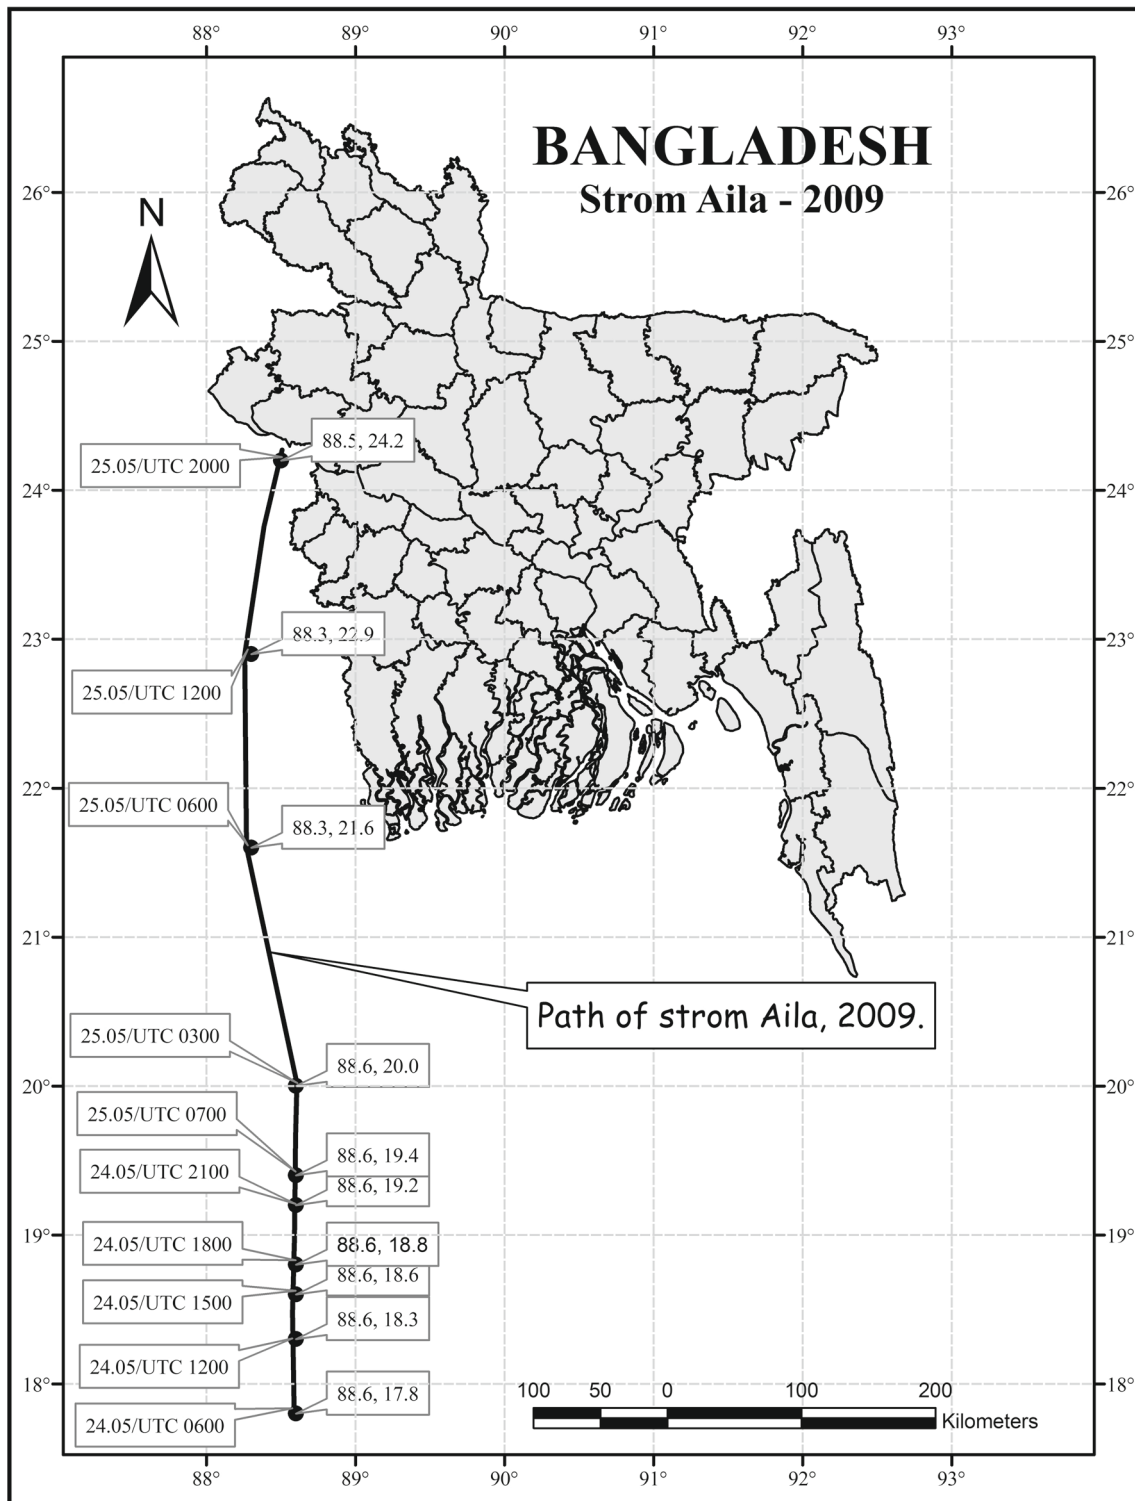 88° 89° 90° 91° 92° 93°
BANGLADESH
Strom Aila - 2009
26° 26°
N
25° 25°
88.5, 24.2
25.05/UTC 2000
24° 24°
88.3, 22.9
23° 23°
25.05/UTC 1200
22° 22°
25.05/UTC 0600
88.3, 21.6
21° 21°
Path of strom Aila, 2009.
25.05/UTC 0300
88.6, 20.0
20° 20°
25.05/UTC 0700
88.6, 19.4
24.05/UTC 2100
88.6, 19.2
19° 19°
24.05/UTC 1800
88.6, 18.8
88.6, 18.6
24.05/UTC 1500
88.6, 18.3
24.05/UTC 1200
18° 18°
88.6, 17.8
24.05/UTC 0600
100 50 0 100 200
Kilometers
88° 89° 90° 91° 92° 93°